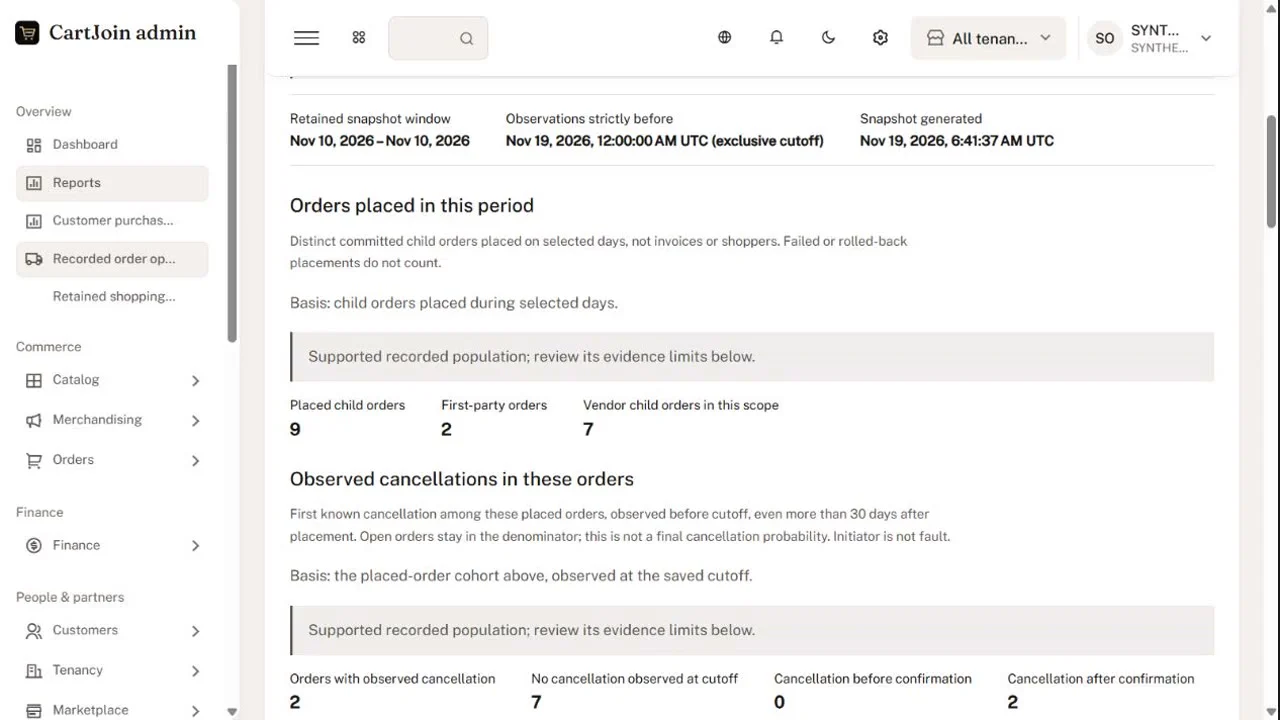 CartJoin admin
Overview
Dashboard
Reports
Customer purchas...
Recorded order op...
Retained shopping...
Commerce
Catalog
Merchandising
Orders
Finance
Finance
People & partners
Customers
Tenancy
Marketplace
All tenan...
SO
SYNT...
SYNTHE...
Retained snapshot window
Nov 10, 2026 – Nov 10, 2026
Observations strictly before
Nov 19, 2026, 12:00:00 AM UTC (exclusive cutoff)
Snapshot generated
Nov 19, 2026, 6:41:37 AM UTC
Orders placed in this period
Distinct committed child orders placed on selected days, not invoices or shoppers. Failed or rolled-back
placements do not count.
Basis: child orders placed during selected days.
Supported recorded population; review its evidence limits below.
Placed child orders
9
First-party orders
2
Vendor child orders in this scope
7
Observed cancellations in these orders
First known cancellation among these placed orders, observed before cutoff, even more than 30 days after
placement. Open orders stay in the denominator; this is not a final cancellation probability. Initiator is not fault.
Basis: the placed-order cohort above, observed at the saved cutoff.
Supported recorded population; review its evidence limits below.
Orders with observed cancellation
2
No cancellation observed at cutoff
7
Cancellation before confirmation
0
Cancellation after confirmation
2